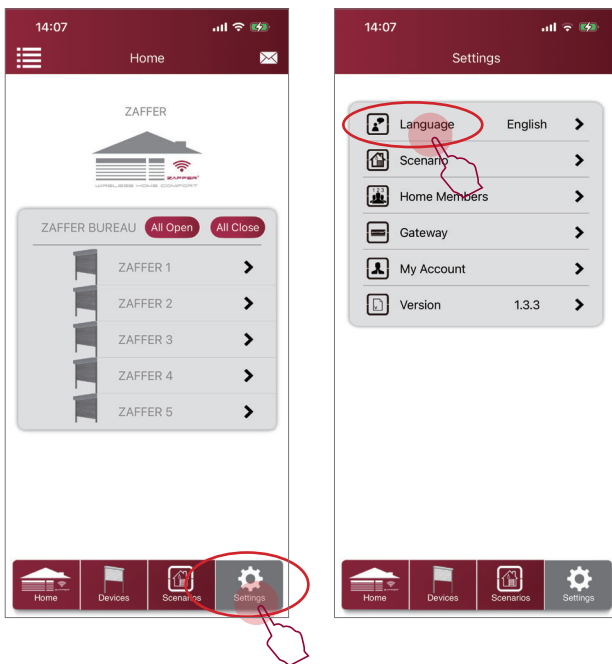 14:07
Home
ZAFFER
ZAFFER
WIRELESS HOME COMFORT
ZAFFER BUREAU All Open All Close
ZAFFER 1
ZAFFER 2
ZAFFER 3
ZAFFER 4
ZAFFER 5
Home Devices Scenarios Settings
14:07
Settings
Language English
Scenario
123
Home Members
Gateway
My Account
Version 1.3.3
Home Devices Scenarios Settings